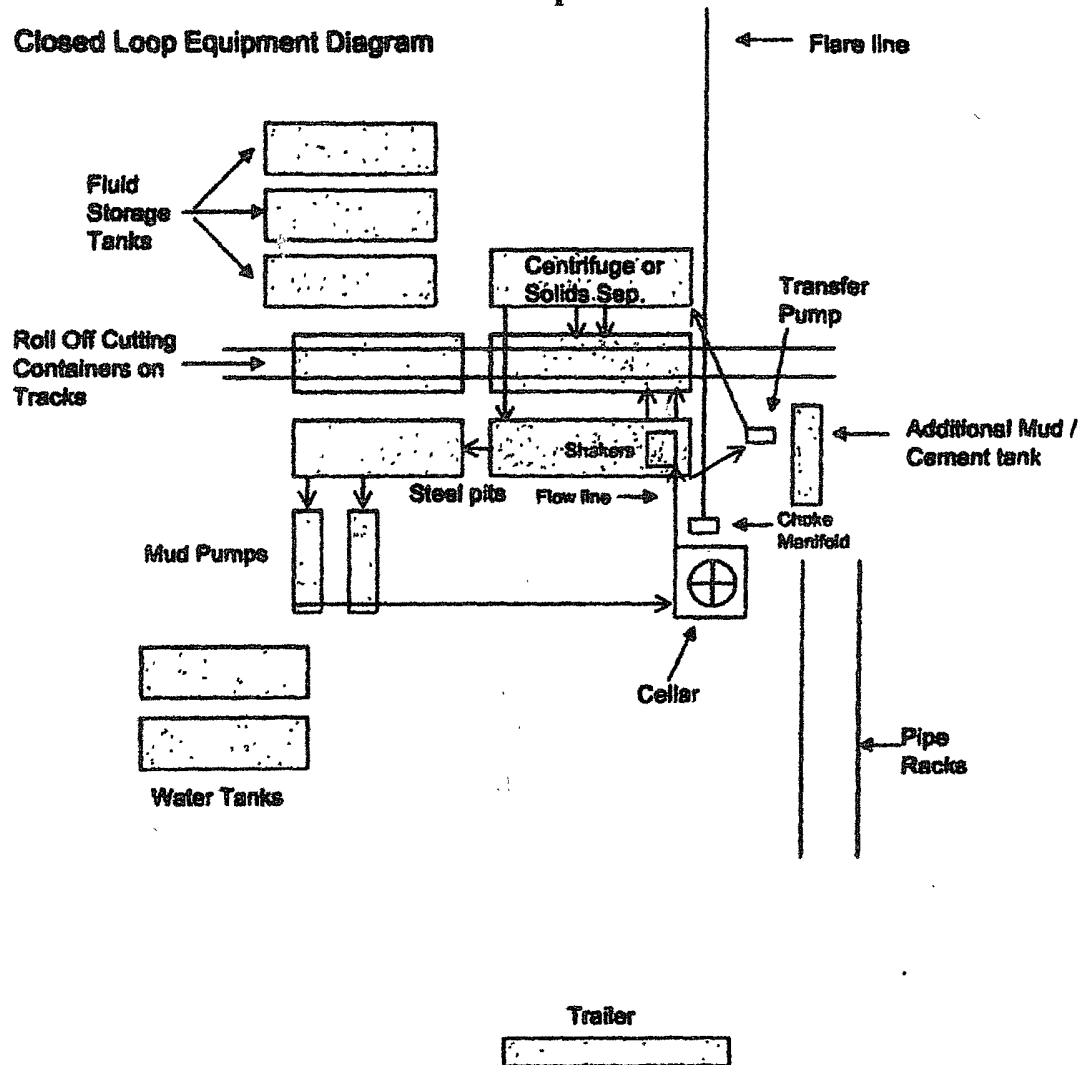 Closed Loop Equipment Diagram
Flare line
Fluid
Storage
Tanks
Centrifuge or
Solids Sep.
Transfer
Pump
Roll Off Cutting
Containers on
Tracks
Additional Mud /
Cement tank
Shakers
Steel pits
Flow line
Choke
Manifold
Mud Pumps
Cellar
Pipe
Racks
Water Tanks
Trailer